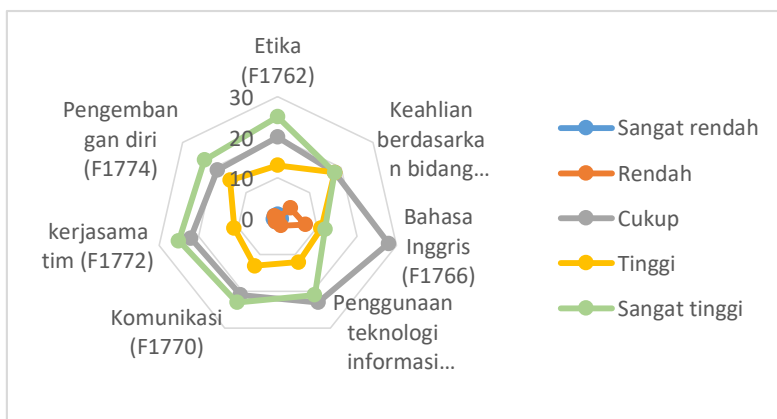 Etika
(F1762)
Keahlian
berdasarkan
n bidang...
Bahasa
Inggris
(F1766)
Penggunaan
teknologi
informasi...
Komunikasi
(F1770)
kerjasama
tim (F1772)
Pengemban
gan diri
(F1774)
30
20
10
0
Sangat rendah
Rendah
Cukup
Tinggi
Sangat tinggi